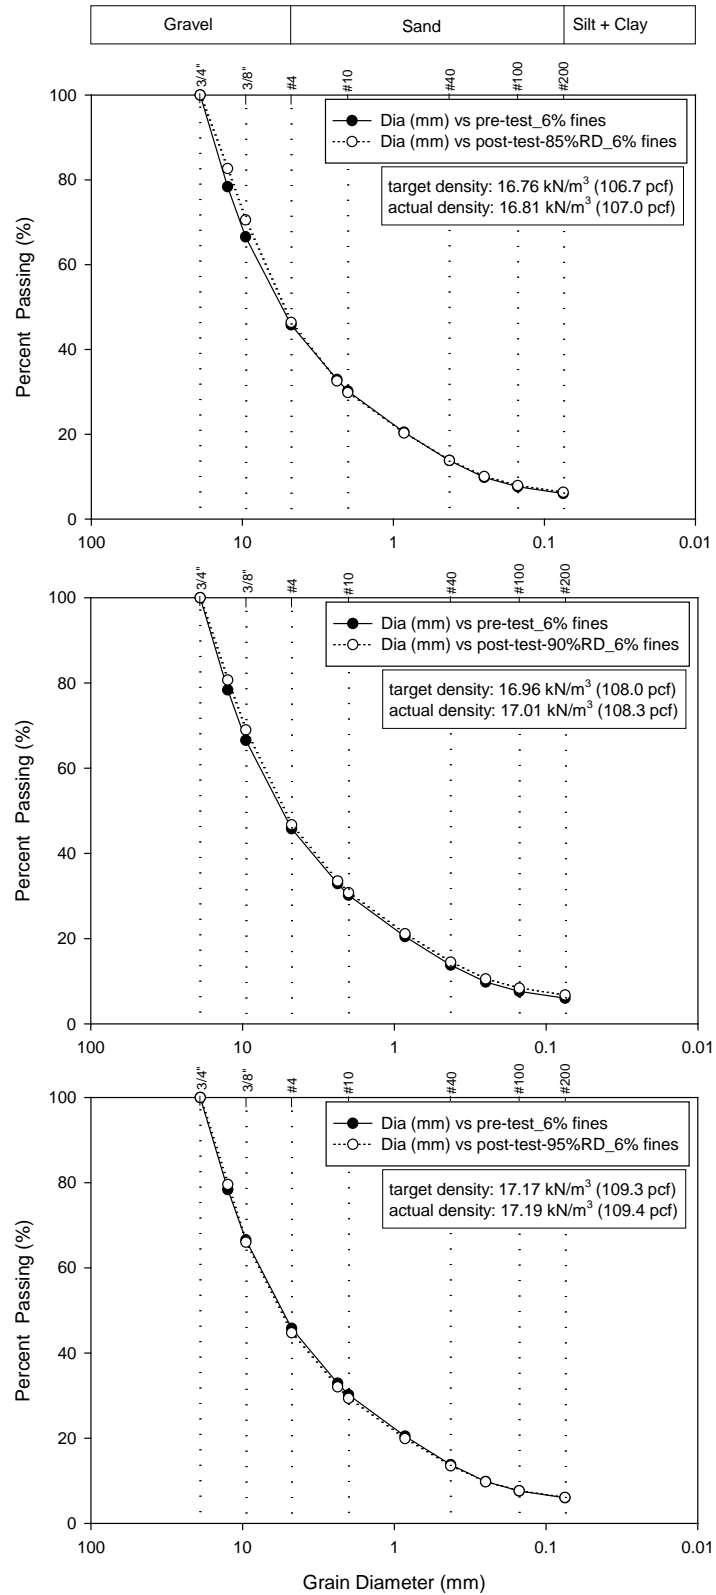 Gravel Sand Silt + Clay
3/4" 3/8" #4 #10 #40 #100 #200
100
80
60
40
20
0
Percent Passing (%)
Dia (mm) vs pre-test_6% fines
Dia (mm) vs post-test-85%RD_6% fines
target density: 16.76 kN/m³ (106.7 pcf)
actual density: 16.81 kN/m³ (107.0 pcf)
100 10 1 0.1 0.01
3/4" 3/8" #4 #10 #40 #100 #200
100
80
60
40
20
0
Percent Passing (%)
Dia (mm) vs pre-test_6% fines
Dia (mm) vs post-test-90%RD_6% fines
target density: 16.96 kN/m³ (108.0 pcf)
actual density: 17.01 kN/m³ (108.3 pcf)
100 10 1 0.1 0.01
3/4" 3/8" #4 #10 #40 #100 #200
100
80
60
40
20
0
Percent Passing (%)
Dia (mm) vs pre-test_6% fines
Dia (mm) vs post-test-95%RD_6% fines
target density: 17.17 kN/m³ (109.3 pcf)
actual density: 17.19 kN/m³ (109.4 pcf)
100 10 1 0.1 0.01
Grain Diameter (mm)